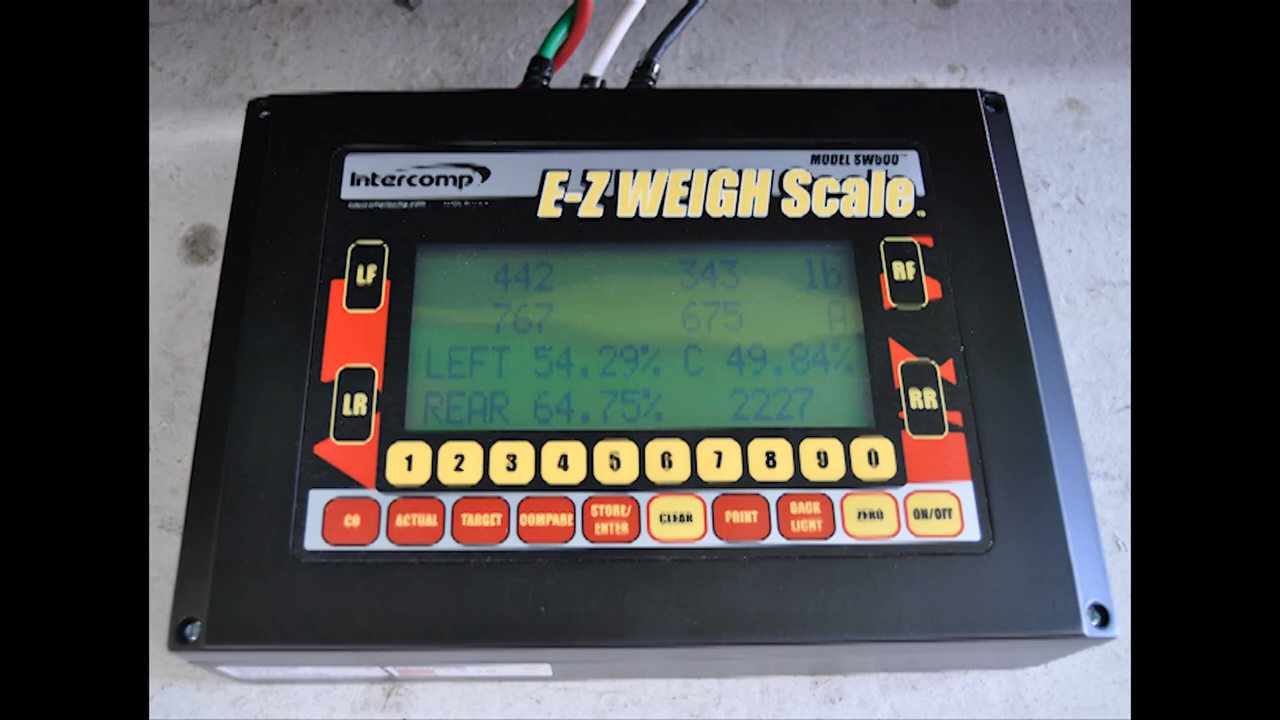 MODEL SW600™
Intercomp
E-Z WEIGH Scale
LF 442 343 lb RF
767 675 A
LEFT 54.29% C 49.84%
LR REAR 64.75% 2227 RR
1 2 3 4 5 6 7 8 9 0
CG ACTUAL TARGET COMPARE STORE/ ENTER CLEAR PRINT BACK LIGHT ZERO ON/OFF